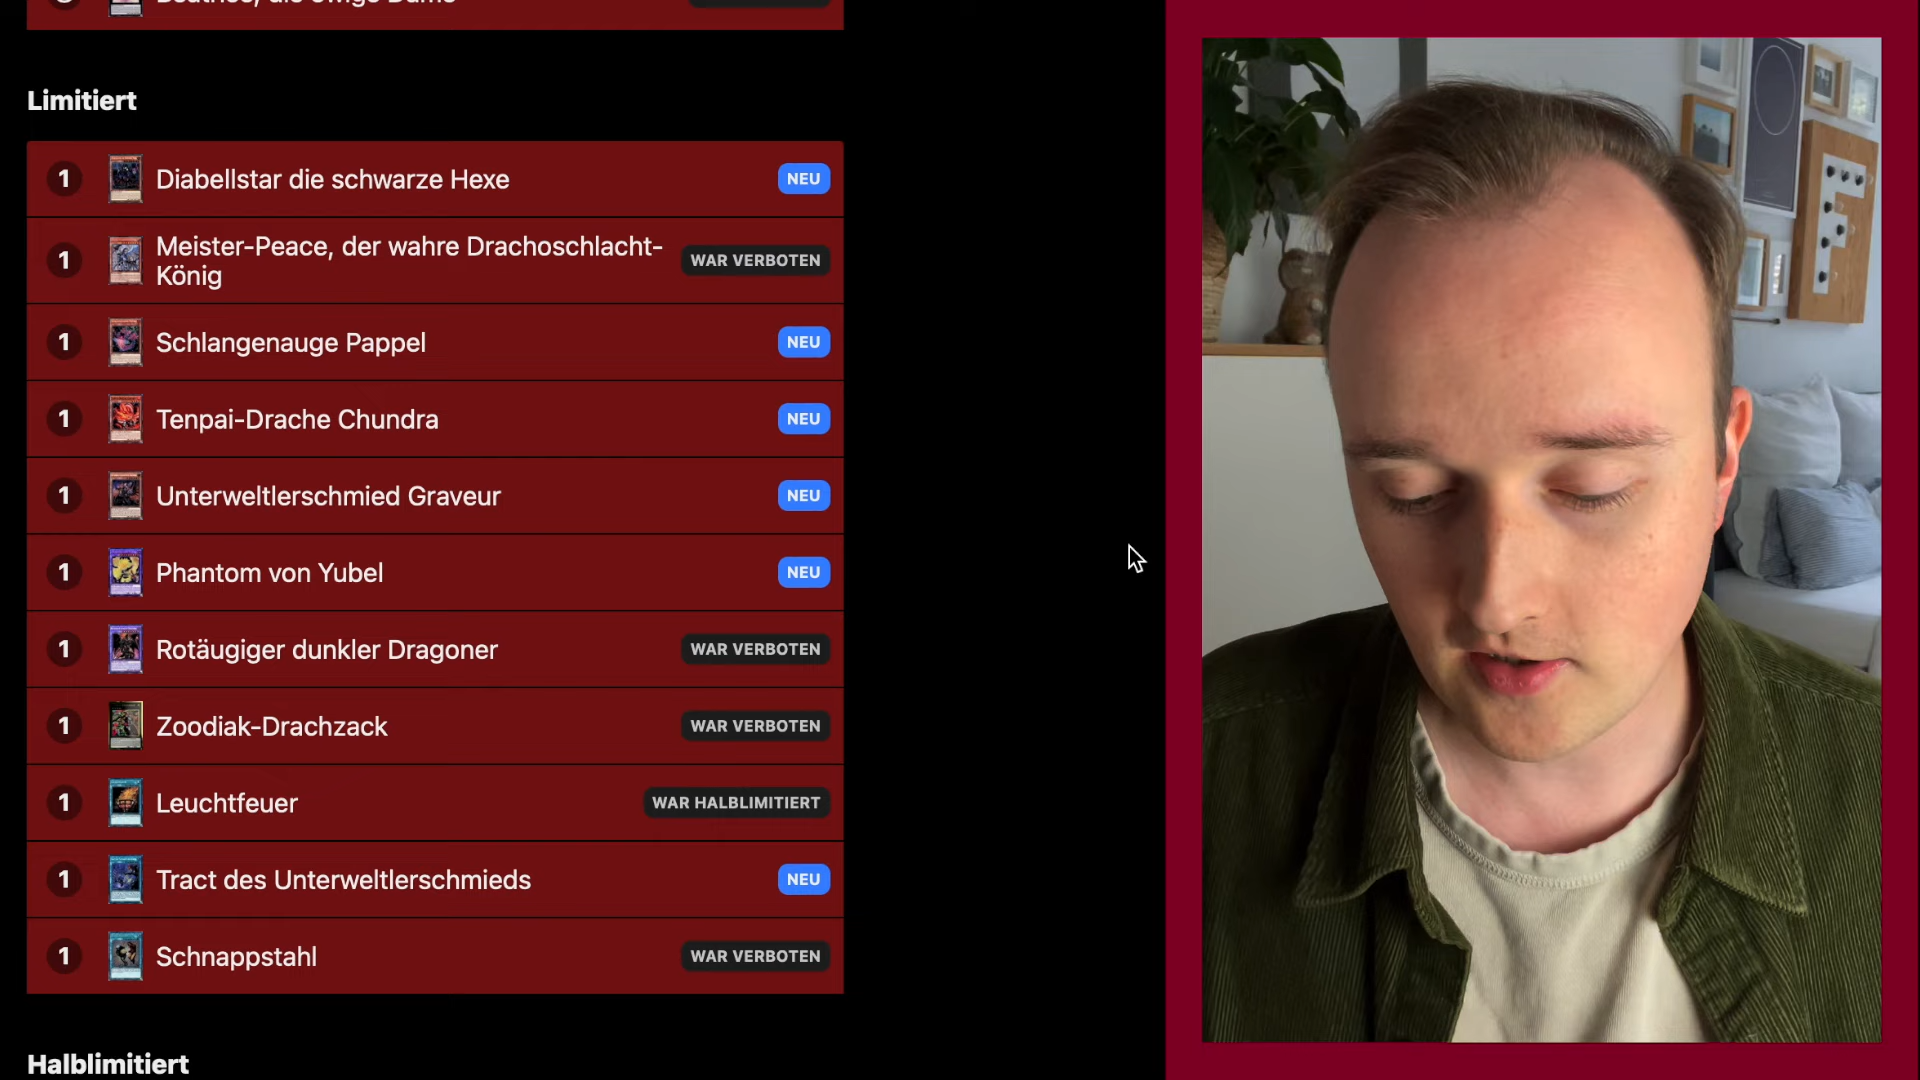 Limitiert
1 Diabellstar die schwarze Hexe NEU
1 Meister-Peace, der wahre Drachoschlacht-
König WAR VERBOTEN
1 Schlangenauge Pappel NEU
1 Tenpai-Drache Chundra NEU
1 Unterweltlerschmied Graveur NEU
1 Phantom von Yubel NEU
1 Rotäugiger dunkler Dragoner WAR VERBOTEN
1 Zoodiak-Drachzack WAR VERBOTEN
1 Leuchtfeuer WAR HALBLIMITIERT
1 Tract des Unterweltlerschmieds NEU
1 Schnappstahl WAR VERBOTEN
Halblimitiert